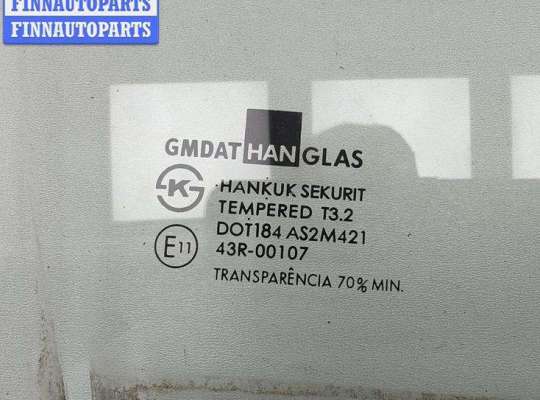 FINNAUTOPARTS
FINNAUTOPARTS
GMDAT HAN GLAS
K HANKUK SEKURIT
TEMPERED T3.2
DOT184 AS2M421
E11 43R-00107
TRANSPARÊNCIA 70% MIN.